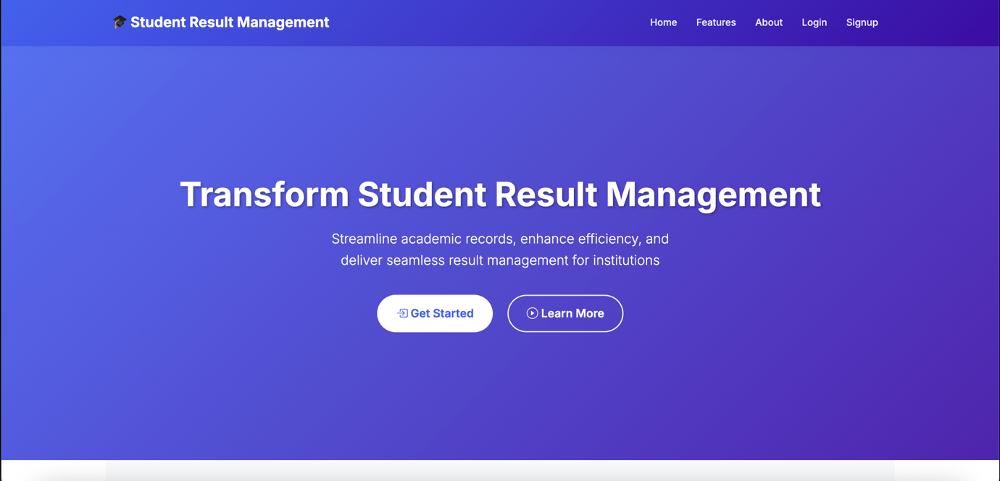 🎓 Student Result Management
Home Features About Login Signup
Transform Student Result Management
Streamline academic records, enhance efficiency, and
deliver seamless result management for institutions
Get Started
Learn More